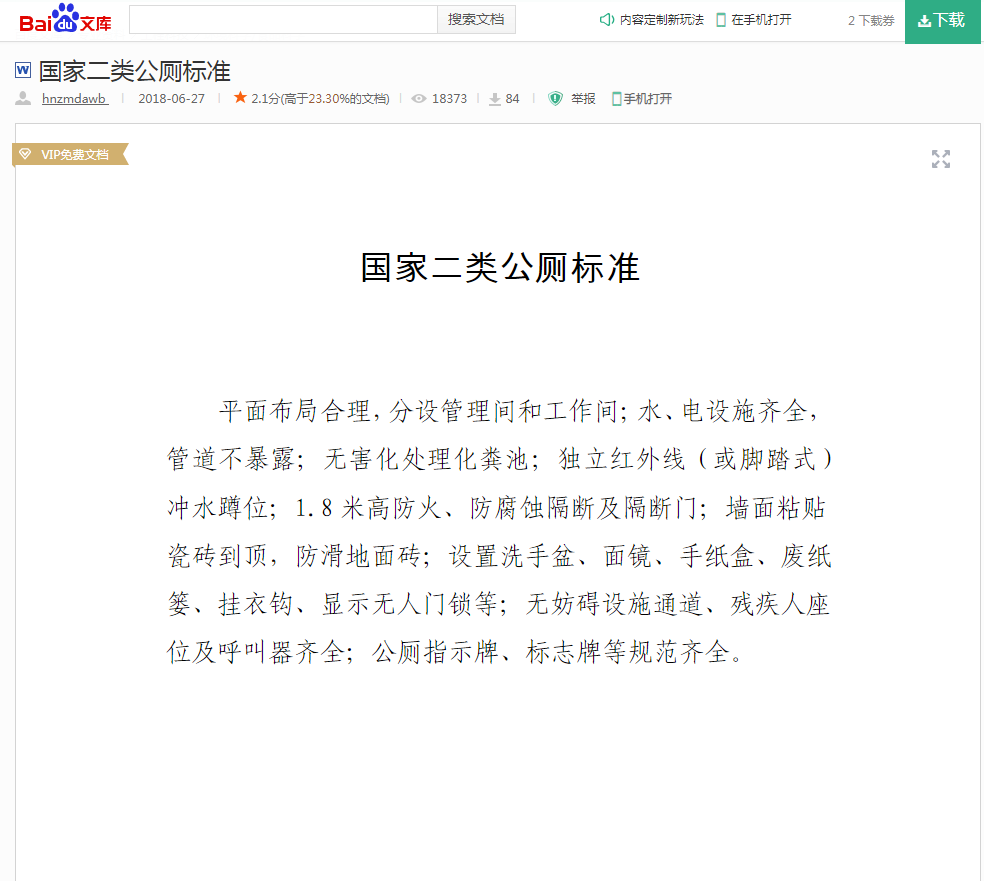 Bai du 文库
搜索文档
内容定制新玩法 在手机打开 2 下载券 下载
国家二类公厕标准
hnzmdawb 2018-06-27 2.1分(高于23.30%的文档) 18373 84 举报 手机打开
VIP免费文档
国家二类公厕标准
平面布局合理，分设管理间和工作间；水、电设施齐全，
管道不暴露；无害化处理化粪池；独立红外线（或脚踏式）
冲水蹲位；1.8 米高防火、防腐蚀隔断及隔断门；墙面粘贴
瓷砖到顶，防滑地面砖；设置洗手盆、面镜、手纸盒、废纸
篓、挂衣钩、显示无人门锁等；无妨碍设施通道、残疾人座
位及呼叫器齐全；公厕指示牌、标志牌等规范齐全。